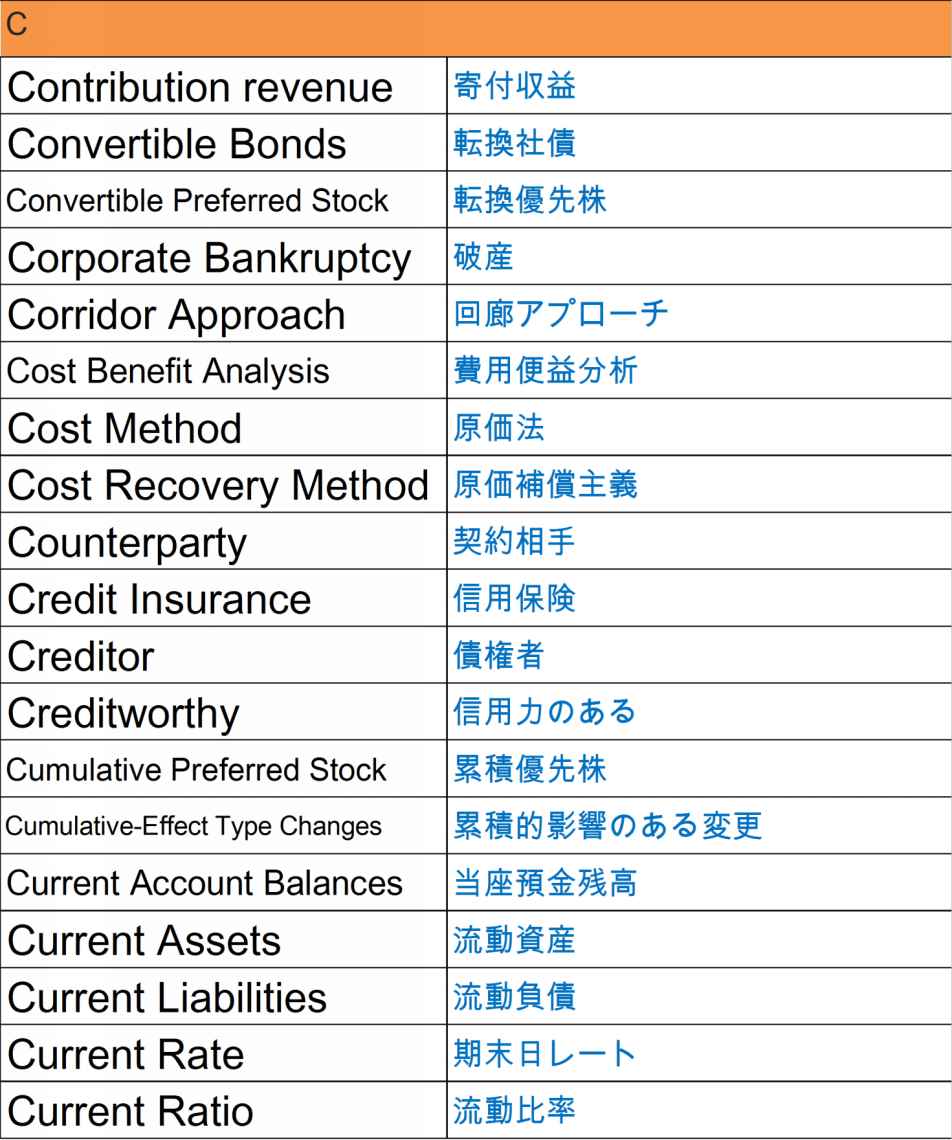 C
Contribution revenue 寄付収益
Convertible Bonds 転換社債
Convertible Preferred Stock 転換優先株
Corporate Bankruptcy 破産
Corridor Approach 回廊アプローチ
Cost Benefit Analysis 費用便益分析
Cost Method 原価法
Cost Recovery Method 原価補償主義
Counterparty 契約相手
Credit Insurance 信用保険
Creditor 債権者
Creditworthy 信用力のある
Cumulative Preferred Stock 累積優先株
Cumulative-Effect Type Changes 累積的影響のある変更
Current Account Balances 当座預金残高
Current Assets 流動資産
Current Liabilities 流動負債
Current Rate 期末日レート
Current Ratio 流動比率